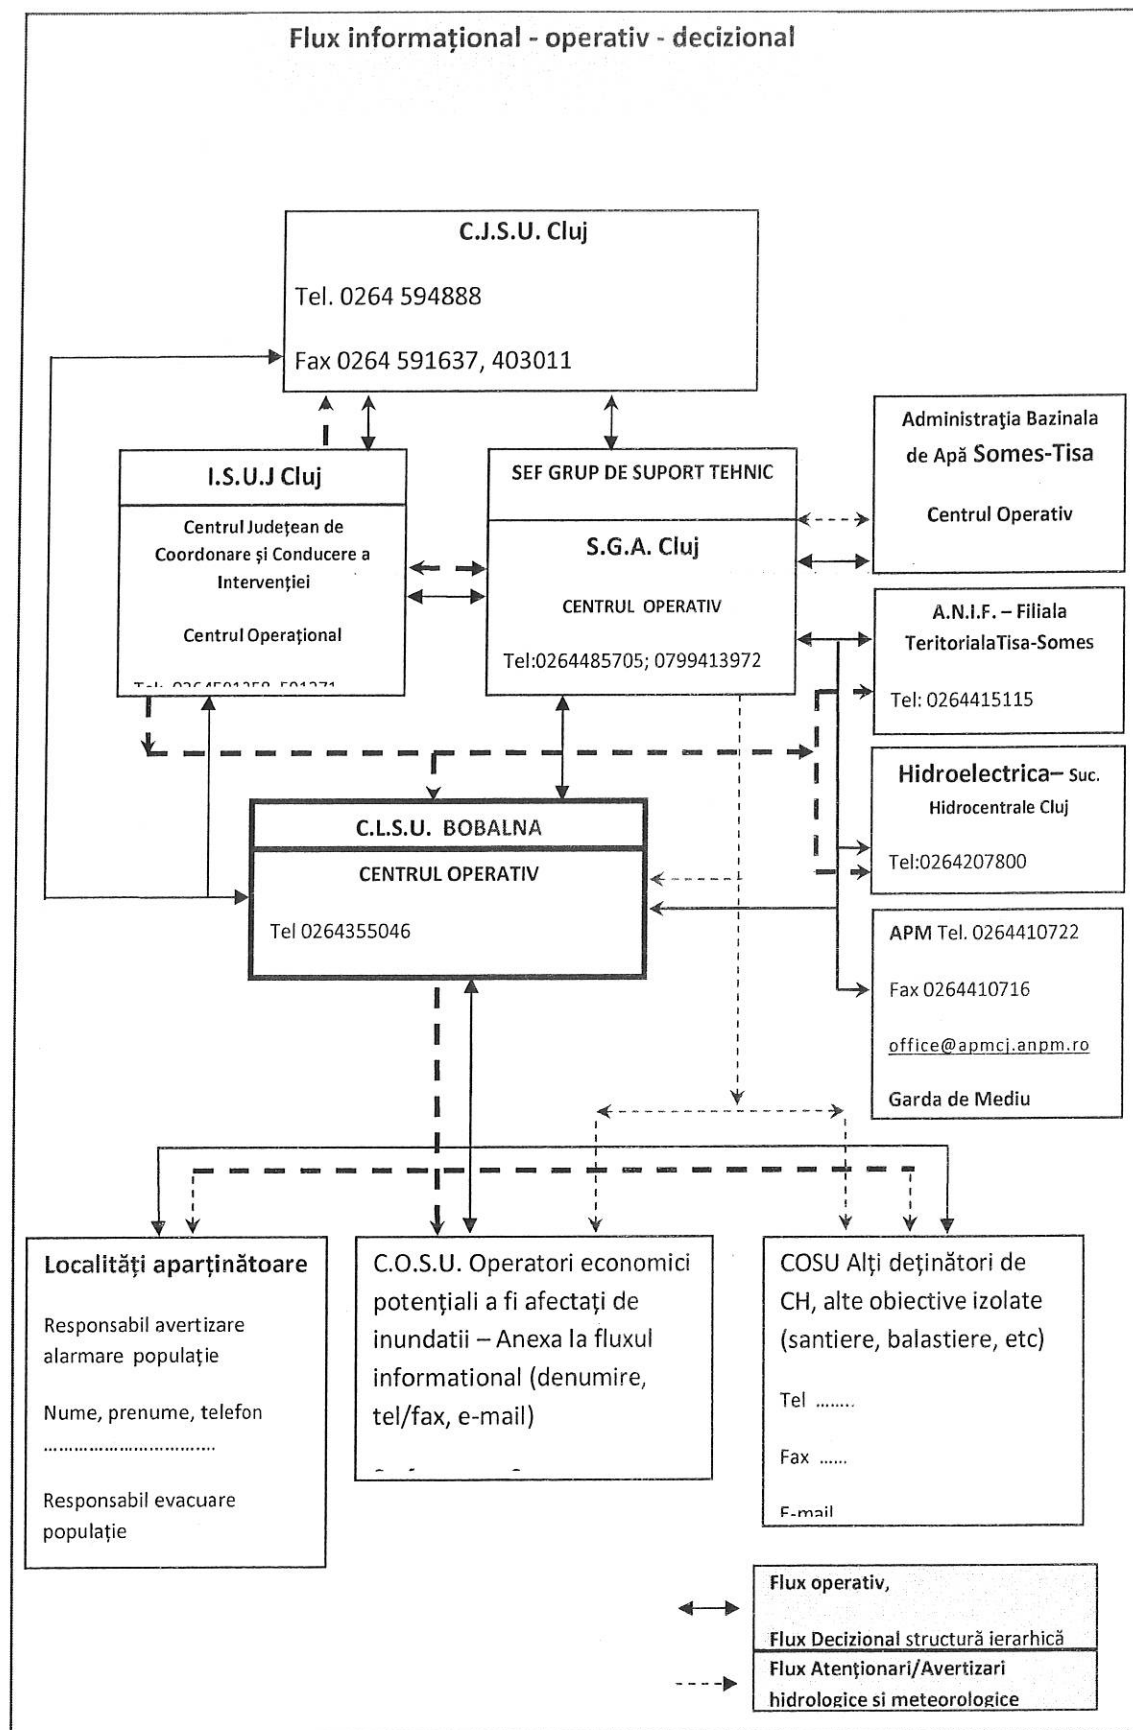 Flux informațional - operativ - decizional
C.J.S.U. Cluj
Tel. 0264 594888
Fax 0264 591637, 403011
I.S.U.J Cluj
Centrul Județean de
Coordonare și Conducere a
Intervenției
Centrul Operațional
SEF GRUP DE SUPORT TEHNIC
S.G.A. Cluj
CENTRUL OPERATIV
Tel:0264485705; 0799413972
Administrația Bazinala
de Apă Somes-Tisa
Centrul Operativ
A.N.I.F. – Filiala
TeritorialaTisa-Somes
Tel: 0264415115
Hidroelectrica– Suc.
Hidrocentrale Cluj
Tel:0264207800
APM Tel. 0264410722
Fax 0264410716
office@apmcj.anpm.ro
Garda de Mediu
C.L.S.U. BOBALNA
CENTRUL OPERATIV
Tel 0264355046
Localități aparținătoare
Responsabil avertizare
alarmare populație
Nume, prenume, telefon
.................................
Responsabil evacuare
populație
C.O.S.U. Operatori economici
potențiali a fi afectați de
inundatii – Anexa la fluxul
informational (denumire,
tel/fax, e-mail)
COSU Alți deținători de
CH, alte obiective izolate
(santiere, balastiere, etc)
Tel ........
Fax ......
E-mail
Flux operativ,
Flux Decizional structură ierarhică
Flux Atenționari/Avertizari
hidrologice si meteorologice